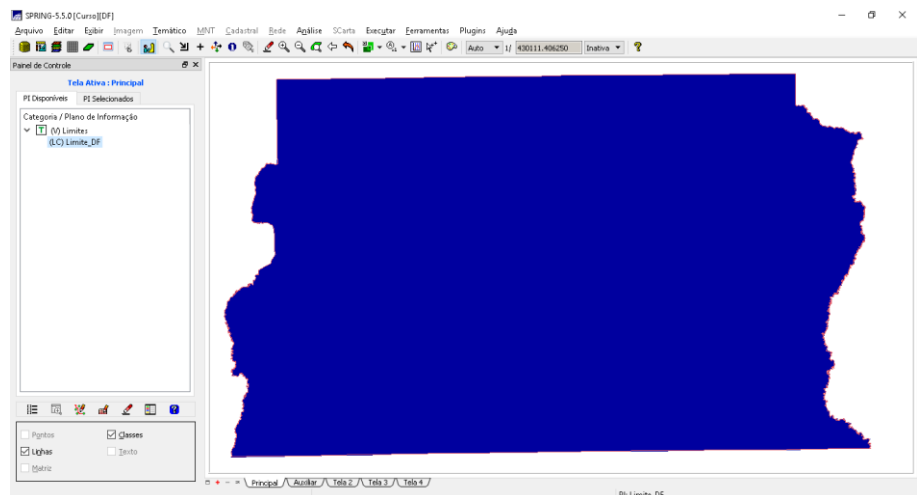 SPRING-5.5.0 [Curso][DF]
Arquivo Editar Exibir Imagem Temático MNT Cadastral Rede Análise SCarta Executar Ferramentas Plugins Ajuda
Auto 1/ 430111.406250 Inativa
Painel de Controle
Tela Ativa : Principal
PI Disponíveis PI Selecionados
Categoria / Plano de Informação
(V) Limites
(LC) Limite_DF
Pontos Classes
Linhas Texto
Matriz
Principal Auxiliar Tela 2 Tela 3 Tela 4
PI: Limite_DF